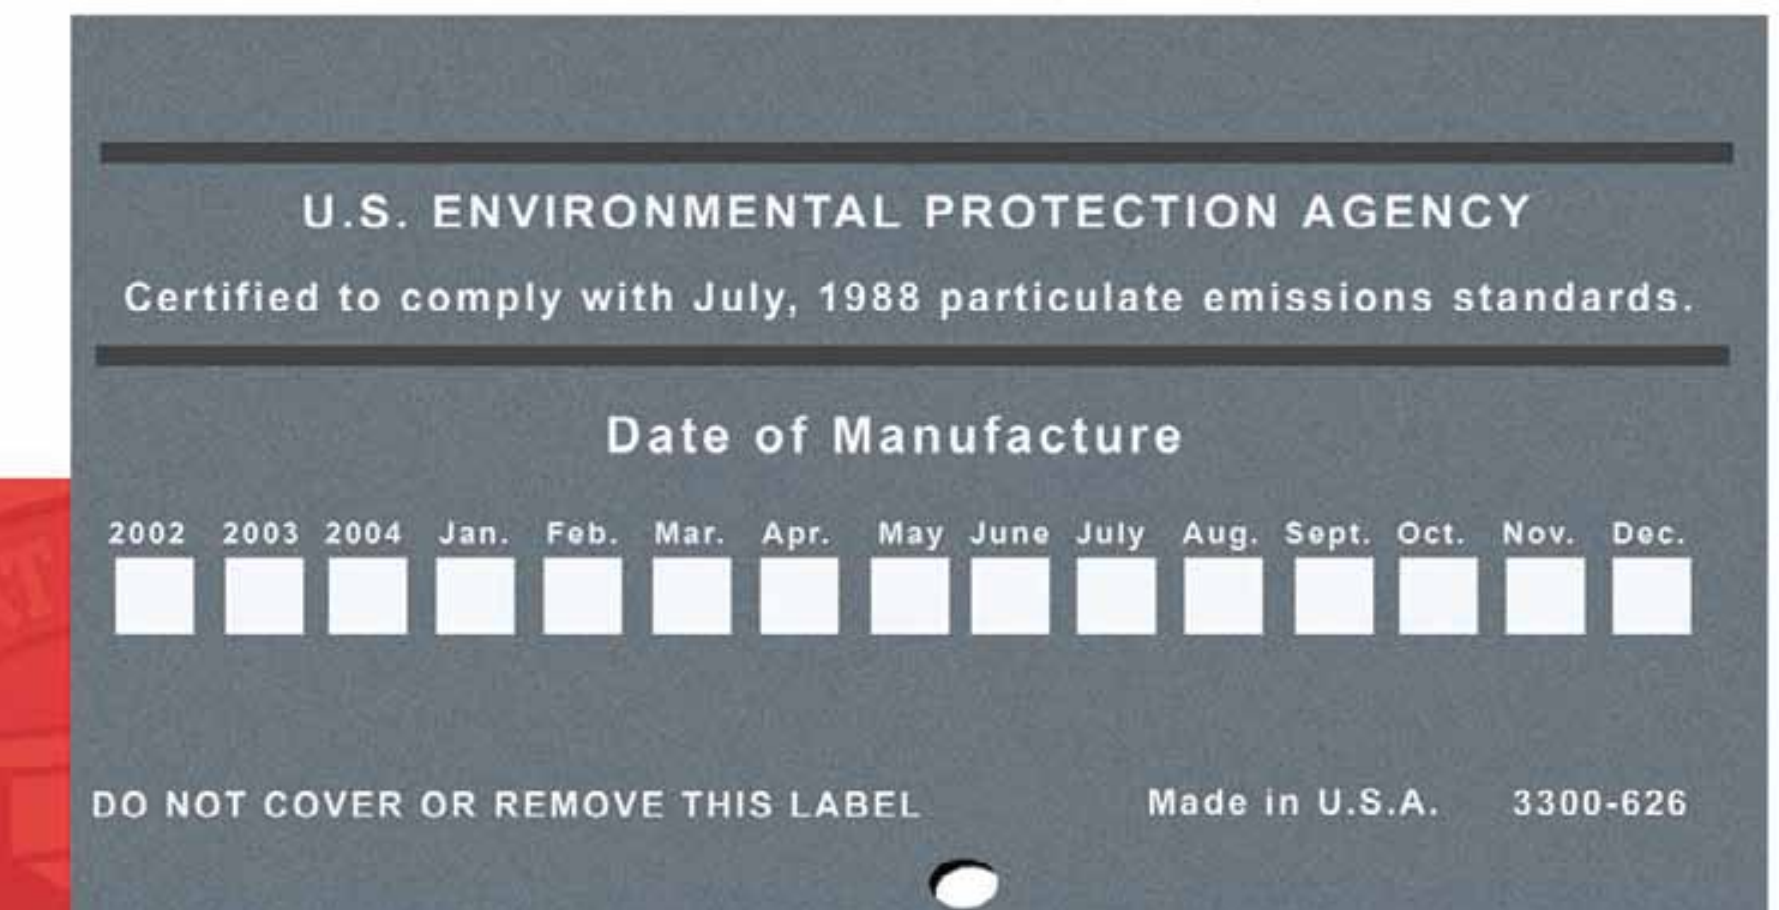 U.S. ENVIRONMENTAL PROTECTION AGENCY
Certified to comply with July, 1988 particulate emissions standards.
Date of Manufacture
2002 2003 2004 Jan. Feb. Mar. Apr. May June July Aug. Sept. Oct. Nov. Dec.
DO NOT COVER OR REMOVE THIS LABEL Made in U.S.A. 3300-626